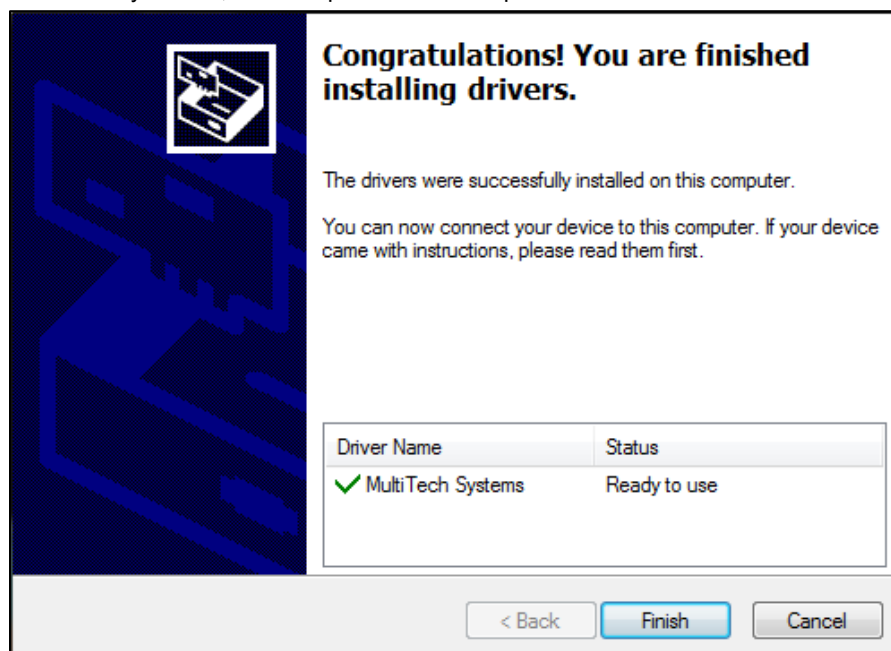 Congratulations! You are finished
installing drivers.
The drivers were successfully installed on this computer.
You can now connect your device to this computer. If your device
came with instructions, please read them first.
Driver Name Status
MultiTech Systems Ready to use
< Back Finish Cancel